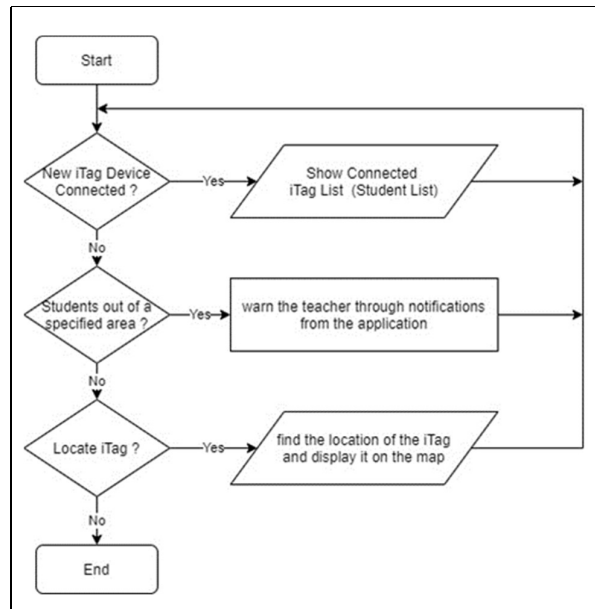 Start
New iTag Device
Connected ?
Yes
Show Connected
iTag List (Student List)
No
Students out of a
specified area ?
Yes
warn the teacher through notifications
from the application
No
Locate iTag ?
Yes
find the location of the iTag
and display it on the map
No
End